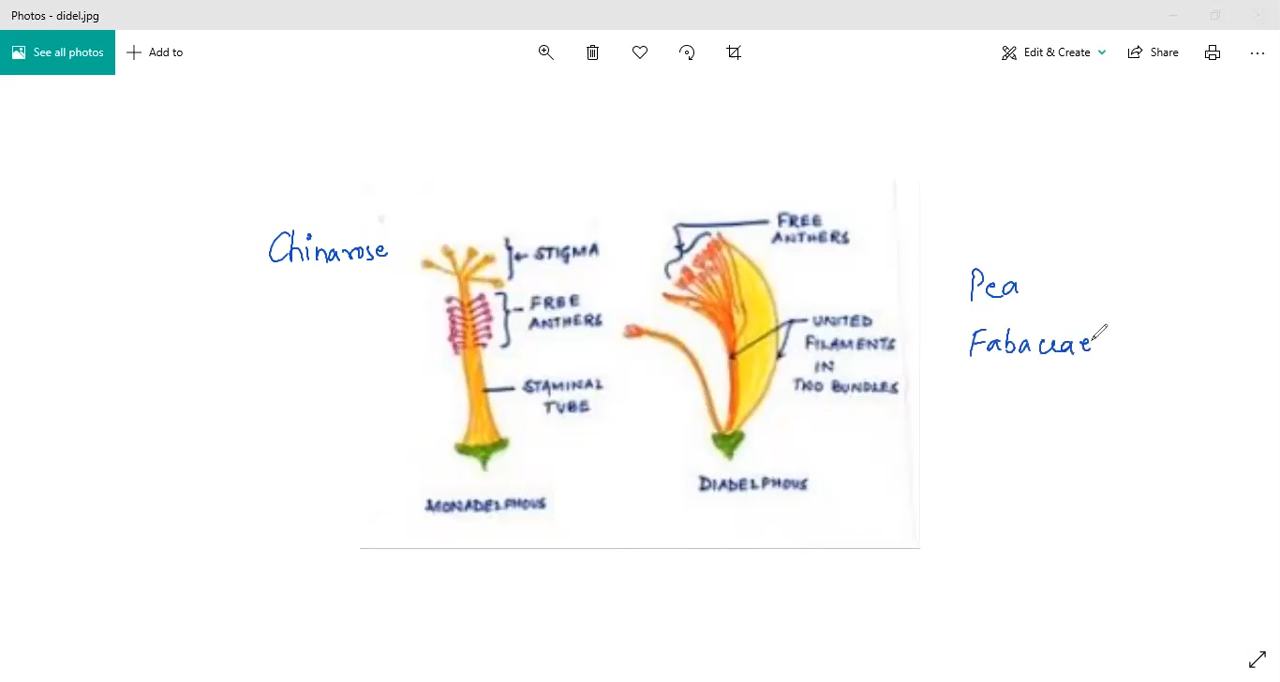 Photos - didel.jpg
See all photos
Add to
Edit & Create
Share
Chinarose
STIGMA
FREE
ANTHERS
STAMINAL
TUBE
MONADELPHOUS
FREE
ANTHERS
UNITED
FILAMENTS
IN
TWO BUNDLES
DIADELPHOUS
Pea
Fabaceae